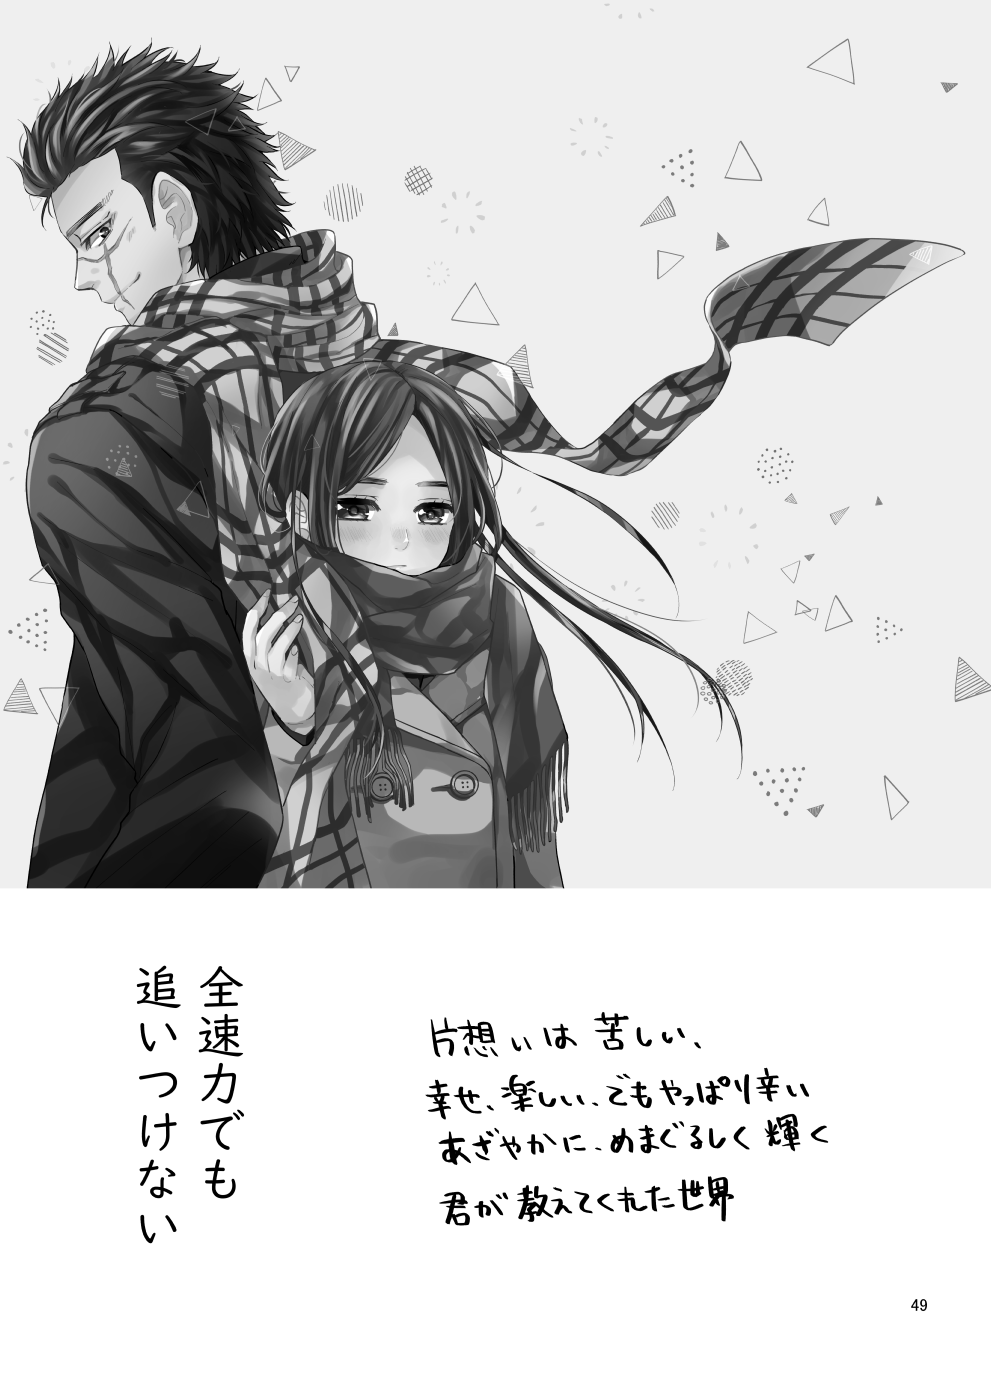 全速力でも
追いつけない
片想いは 苦しい、
幸せ、楽しい、でもやっぱり辛い
あざやかに、めまぐるしく 輝く
君が 教えてくれた世界
49